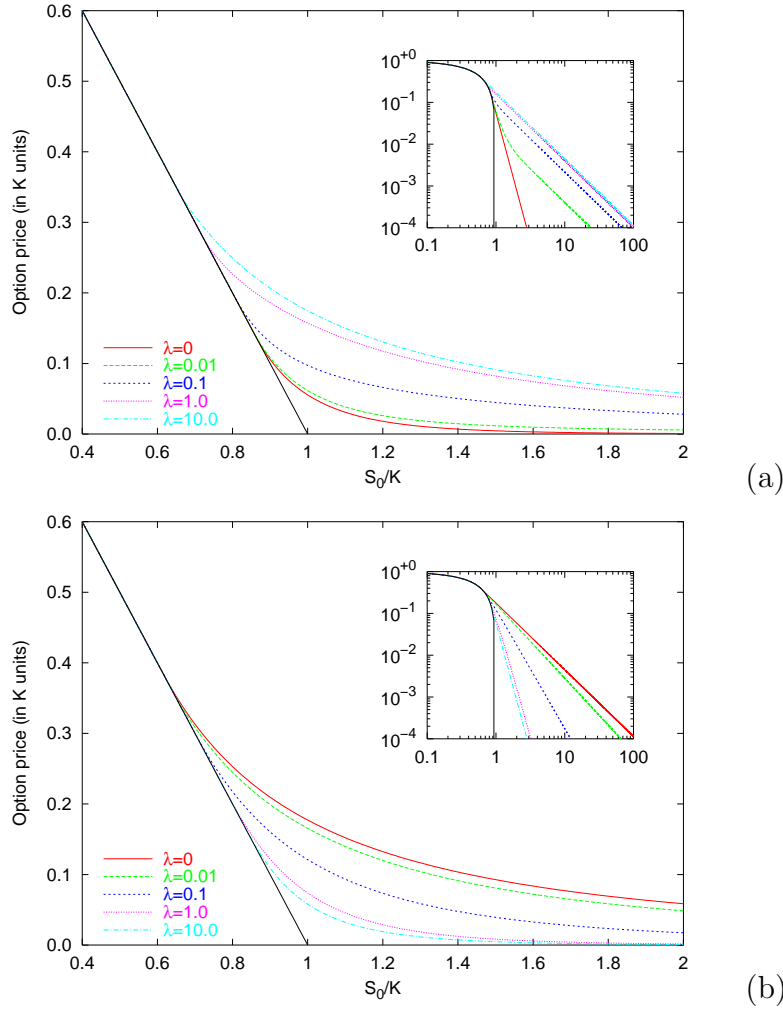 0.6
0.5
0.4
0.3
0.2
0.1
0.0
Option price (in K units)
0.4 0.6 0.8 1 1.2 1.4 1.6 1.8 2
S₀/K
λ=0
λ=0.01
λ=0.1
λ=1.0
λ=10.0
10⁺⁰
10⁻¹
10⁻²
10⁻³
10⁻⁴
0.1 1 10 100
(a)
0.6
0.5
0.4
0.3
0.2
0.1
0.0
Option price (in K units)
0.4 0.6 0.8 1 1.2 1.4 1.6 1.8 2
S₀/K
λ=0
λ=0.01
λ=0.1
λ=1.0
λ=10.0
10⁺⁰
10⁻¹
10⁻²
10⁻³
10⁻⁴
0.1 1 10 100
(b)